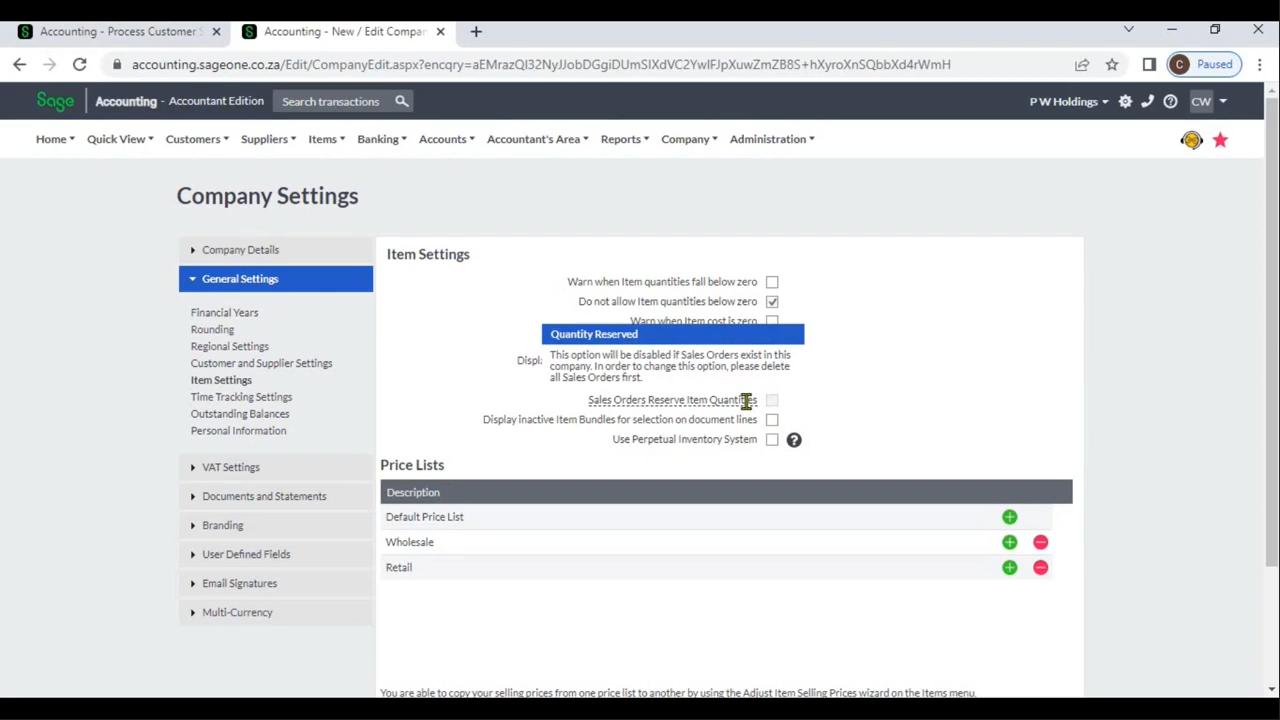 Accounting - Process Customer S
Accounting - New / Edit Compan
accounting.sageone.co.za/Edit/CompanyEdit.aspx?encqry=aEMrazQI32NyJJobDGgiDUmSIXdVC2YwIFJpXuwZmZB8S+hXyroXnSQbbXd4rWmH
C Paused
Sage Accounting - Accountant Edition Search transactions P W Holdings CW
Home Quick View Customers Suppliers Items Banking Accounts Accountant's Area Reports Company Administration
Company Settings
Company Details
General Settings
Financial Years
Rounding
Regional Settings
Customer and Supplier Settings
Item Settings
Time Tracking Settings
Outstanding Balances
Personal Information
VAT Settings
Documents and Statements
Branding
User Defined Fields
Email Signatures
Multi-Currency
Item Settings
Warn when Item quantities fall below zero
Do not allow Item quantities below zero
Warn when Item cost is zero
Quantity Reserved
Displ
This option will be disabled if Sales Orders exist in this
company. In order to change this option, please delete
all Sales Orders first.
Sales Orders Reserve Item Quantities
Display inactive Item Bundles for selection on document lines
Use Perpetual Inventory System ?
Price Lists
Description
Default Price List
Wholesale
Retail
You are able to copy your selling prices from one price list to another by using the Adjust Item Selling Prices wizard on the Items menu.